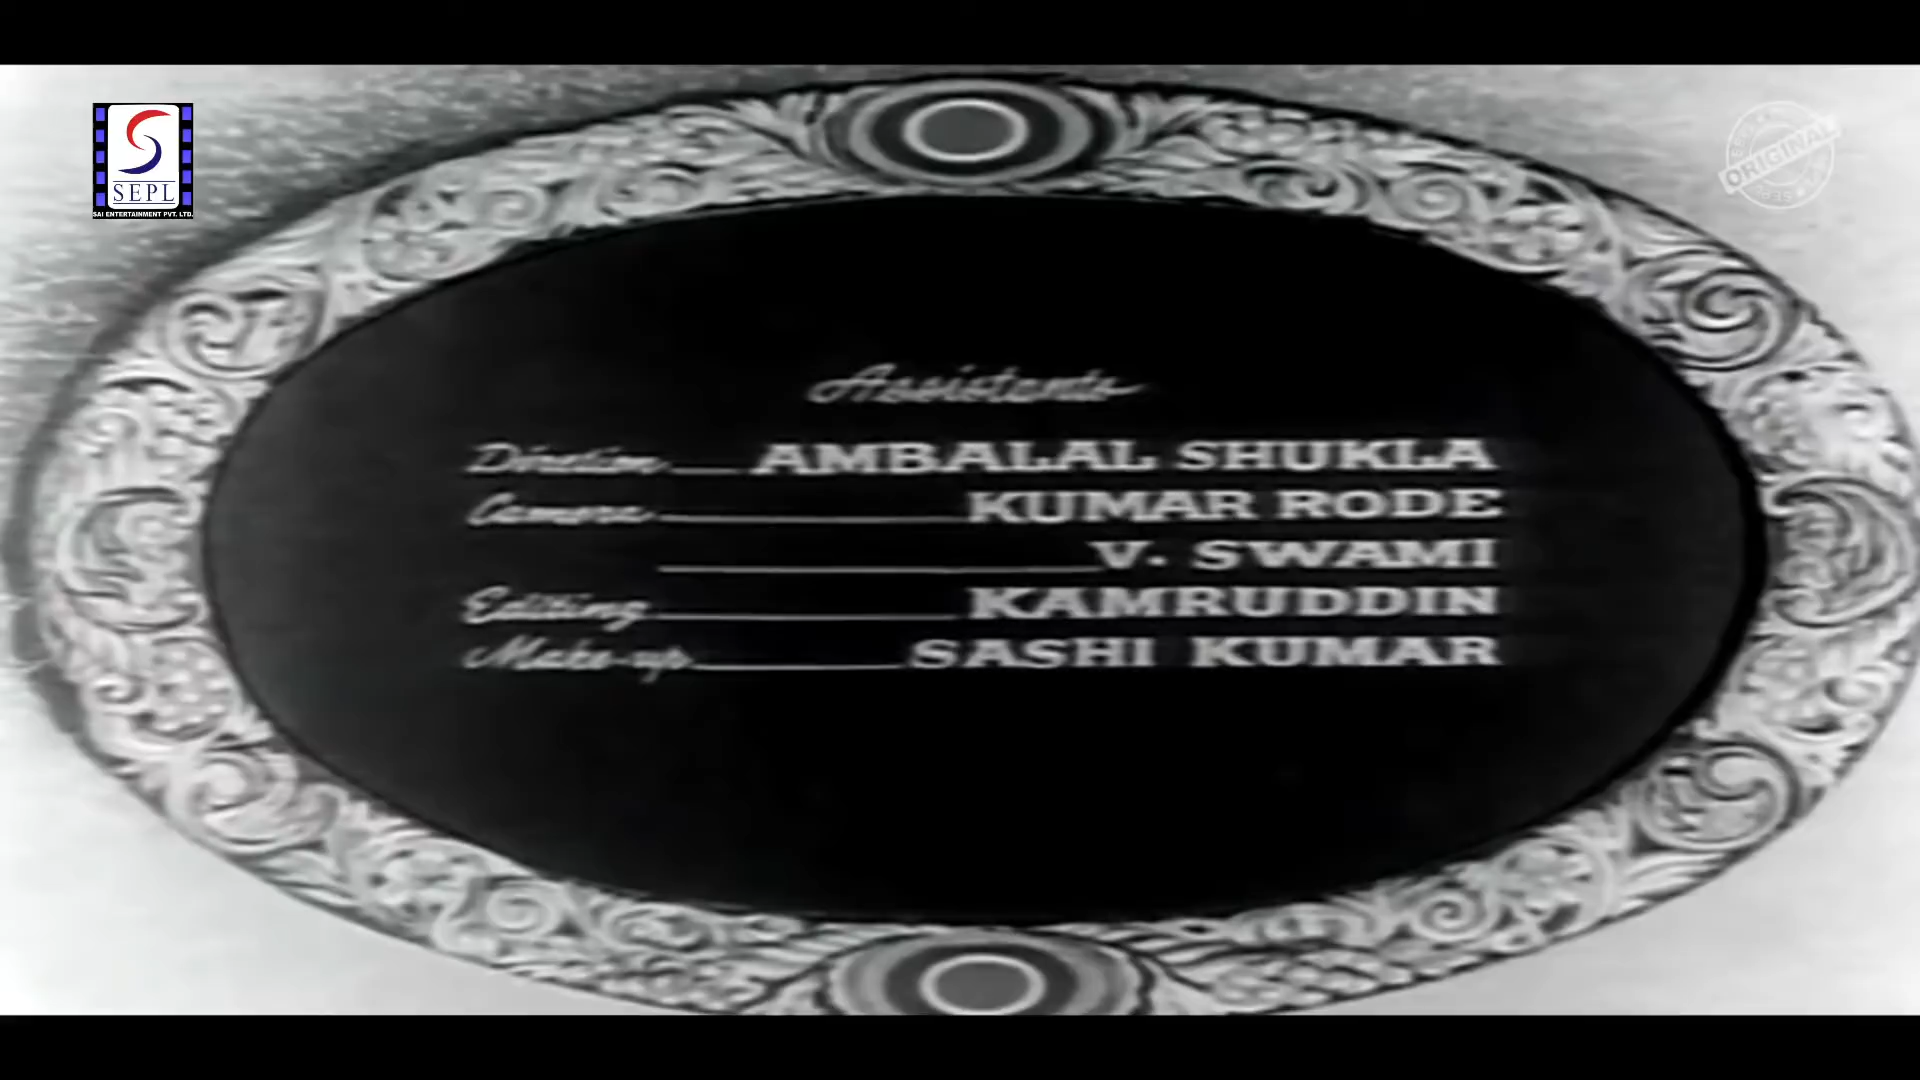 SEPL
SAI ENTERTAINMENT PVT. LTD.
ORIGINAL
Assistants
Direction AMBALAL SHUKLA
Camera KUMAR RODE
V. SWAMI
Editing KAMRUDDIN
Make-up SASHI KUMAR